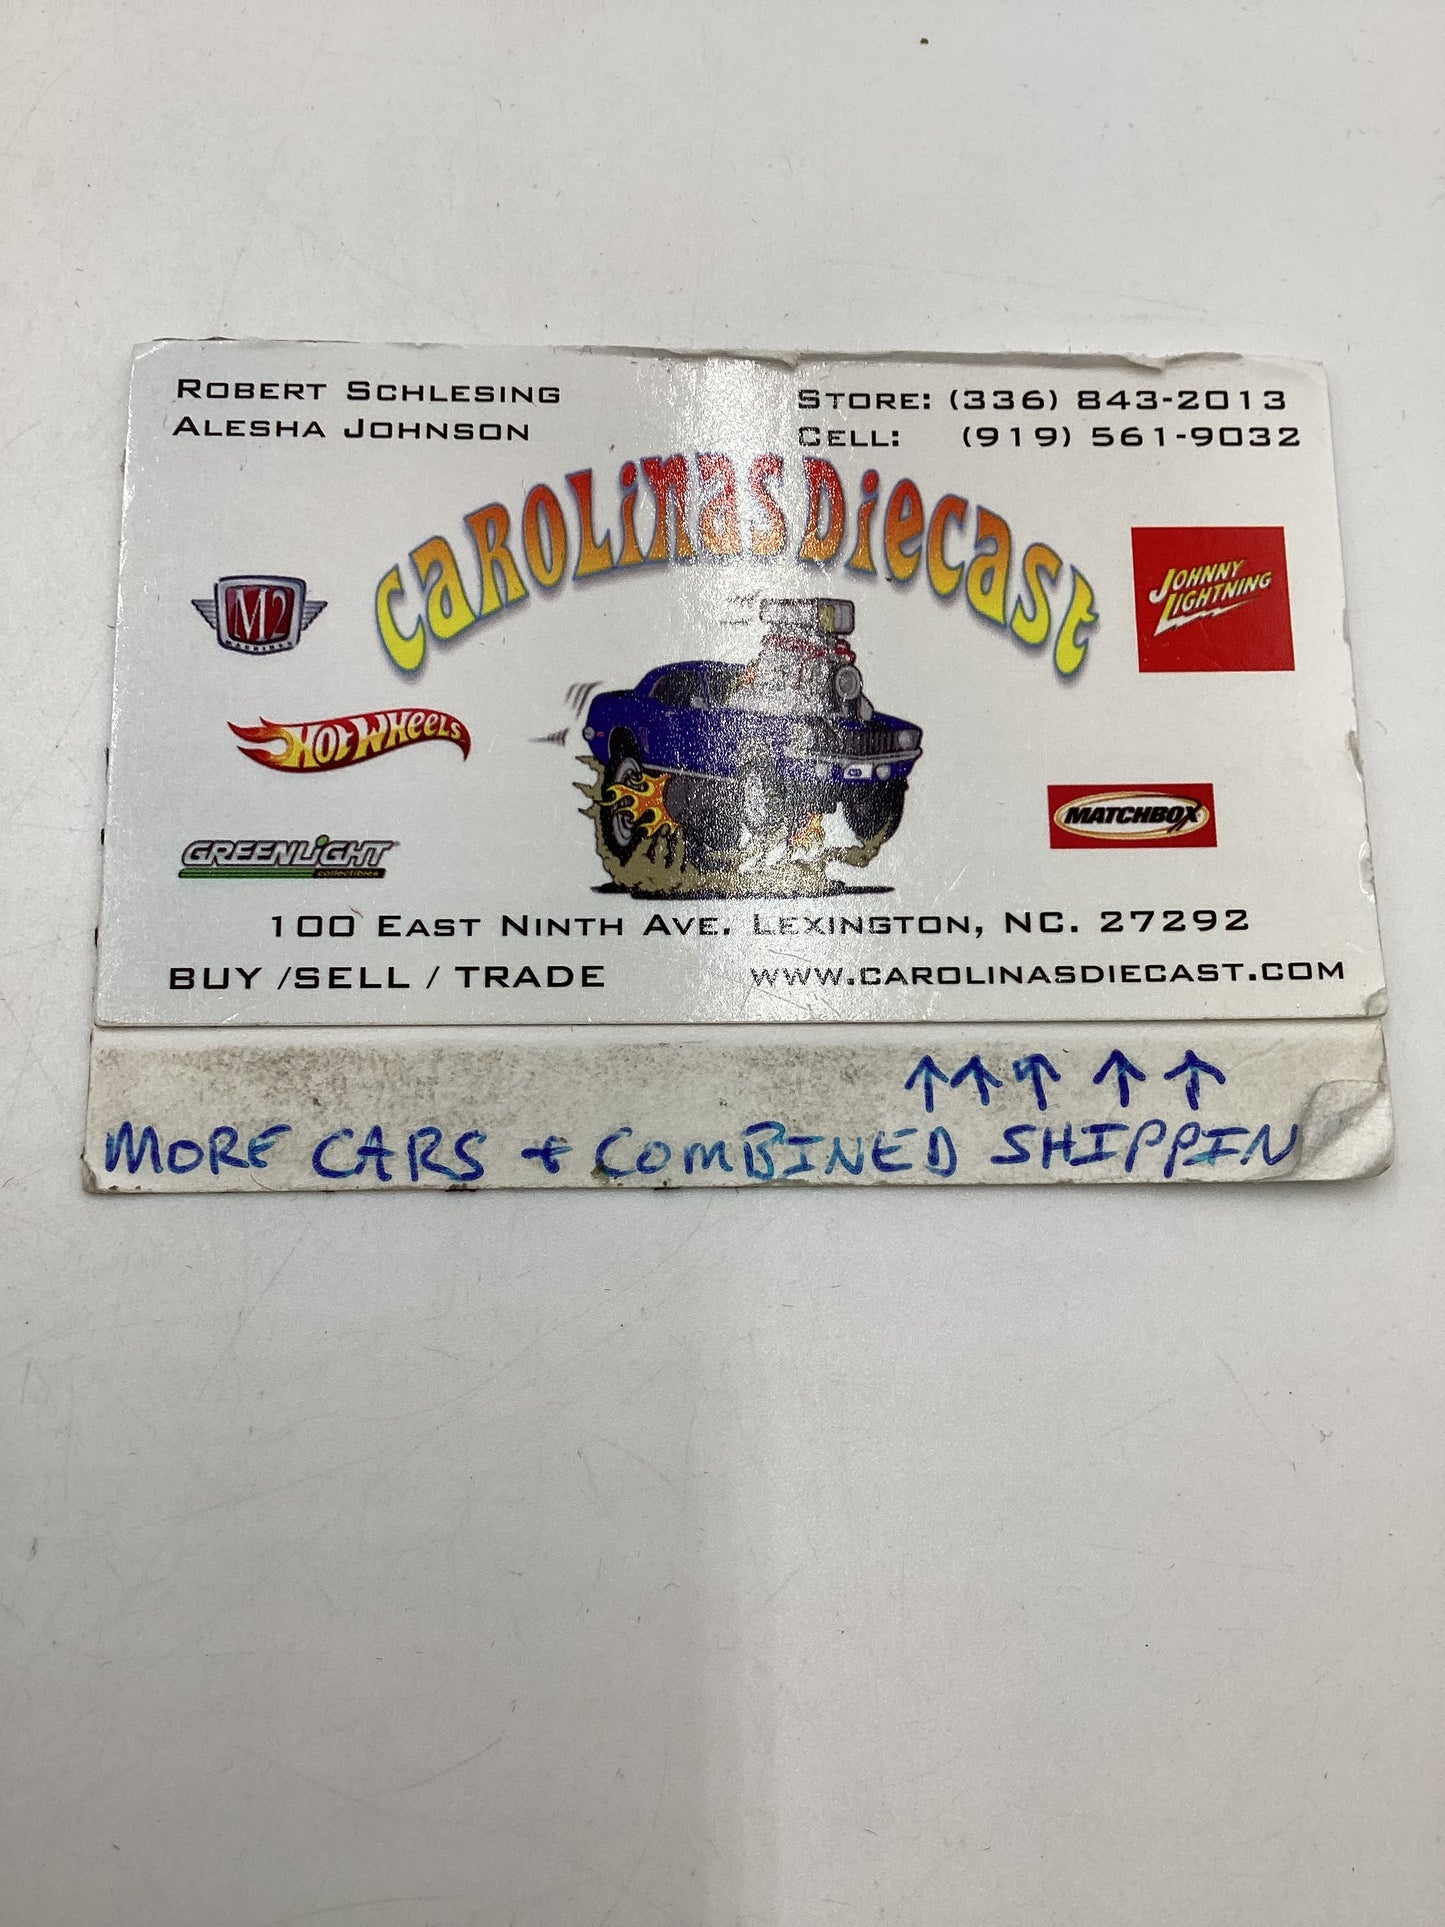 ROBERT SCHLESING
ALESHA JOHNSON
STORE: (336) 843-2013
CELL: (919) 561-9032
CAROLiNAS DiECAST
M2
MACHINES
JOHNNY
LIGHTNING
HOT WHEELS
MATCHBOX
GREENLiGHT
collectibles
100 EAST NINTH AVE. LEXINGTON, NC. 27292
BUY /SELL / TRADE
WWW.CAROLINASDIECAST.COM
↑ ↑ ↑ ↑ ↑
MORE CARS + COMBINED SHIPPIN